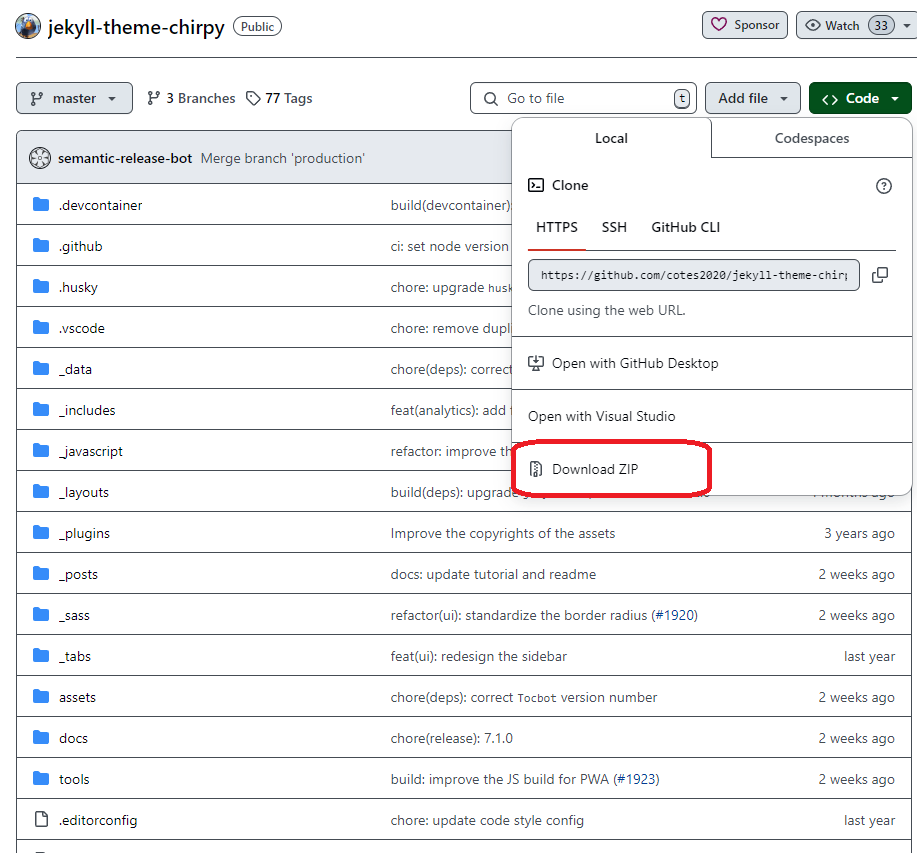 jekyll-theme-chirpy Public Sponsor Watch 33
master 3 Branches 77 Tags Go to file t Add file Code
Local Codespaces
semantic-release-bot Merge branch 'production'
Clone
.devcontainer build(devcontainer):
HTTPS SSH GitHub CLI
.github ci: set node version
https://github.com/cotes2020/jekyll-theme-chirp
.husky chore: upgrade husk
Clone using the web URL.
.vscode chore: remove dupli
Open with GitHub Desktop
_data chore(deps): correct
_includes feat(analytics): add
Open with Visual Studio
_javascript refactor: improve th
Download ZIP
_layouts build(deps): upgrade months ago
_plugins Improve the copyrights of the assets 3 years ago
_posts docs: update tutorial and readme 2 weeks ago
_sass refactor(ui): standardize the border radius (#1920) 2 weeks ago
_tabs feat(ui): redesign the sidebar last year
assets chore(deps): correct Tocbot version number 2 weeks ago
docs chore(release): 7.1.0 2 weeks ago
tools build: improve the JS build for PWA (#1923) 2 weeks ago
.editorconfig chore: update code style config last year